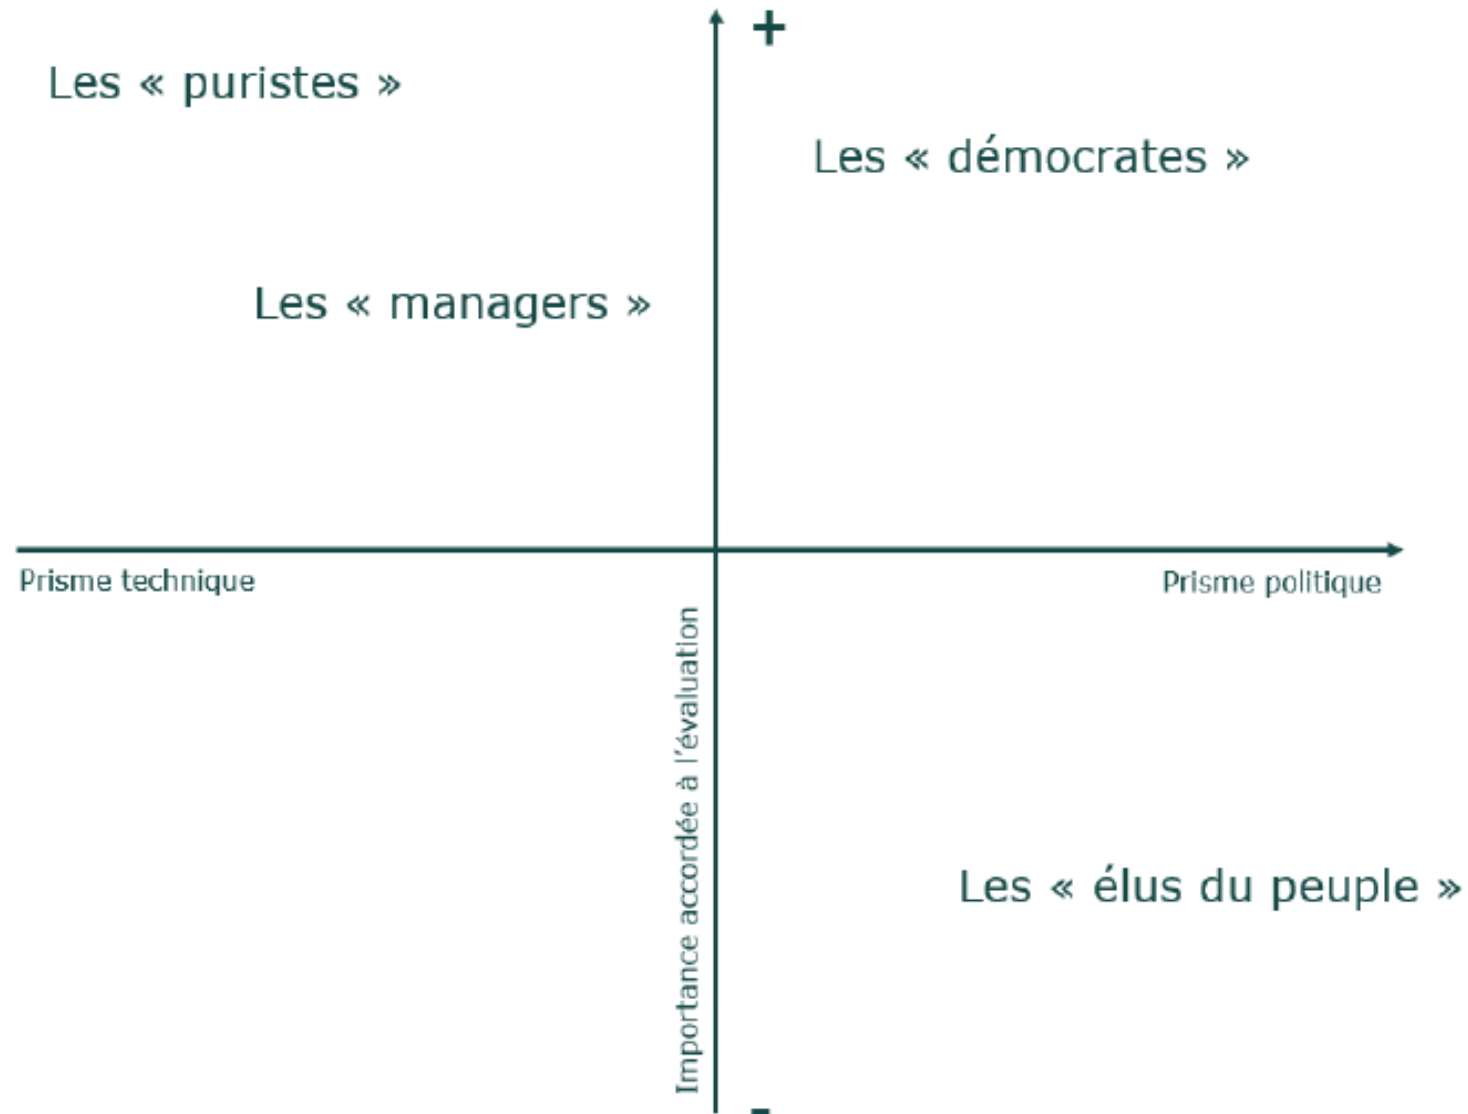 +
Les « puristes »
Les « démocrates »
Les « managers »
Prisme technique
Prisme politique
Importance accordée à l'évaluation
Les « élus du peuple »
-